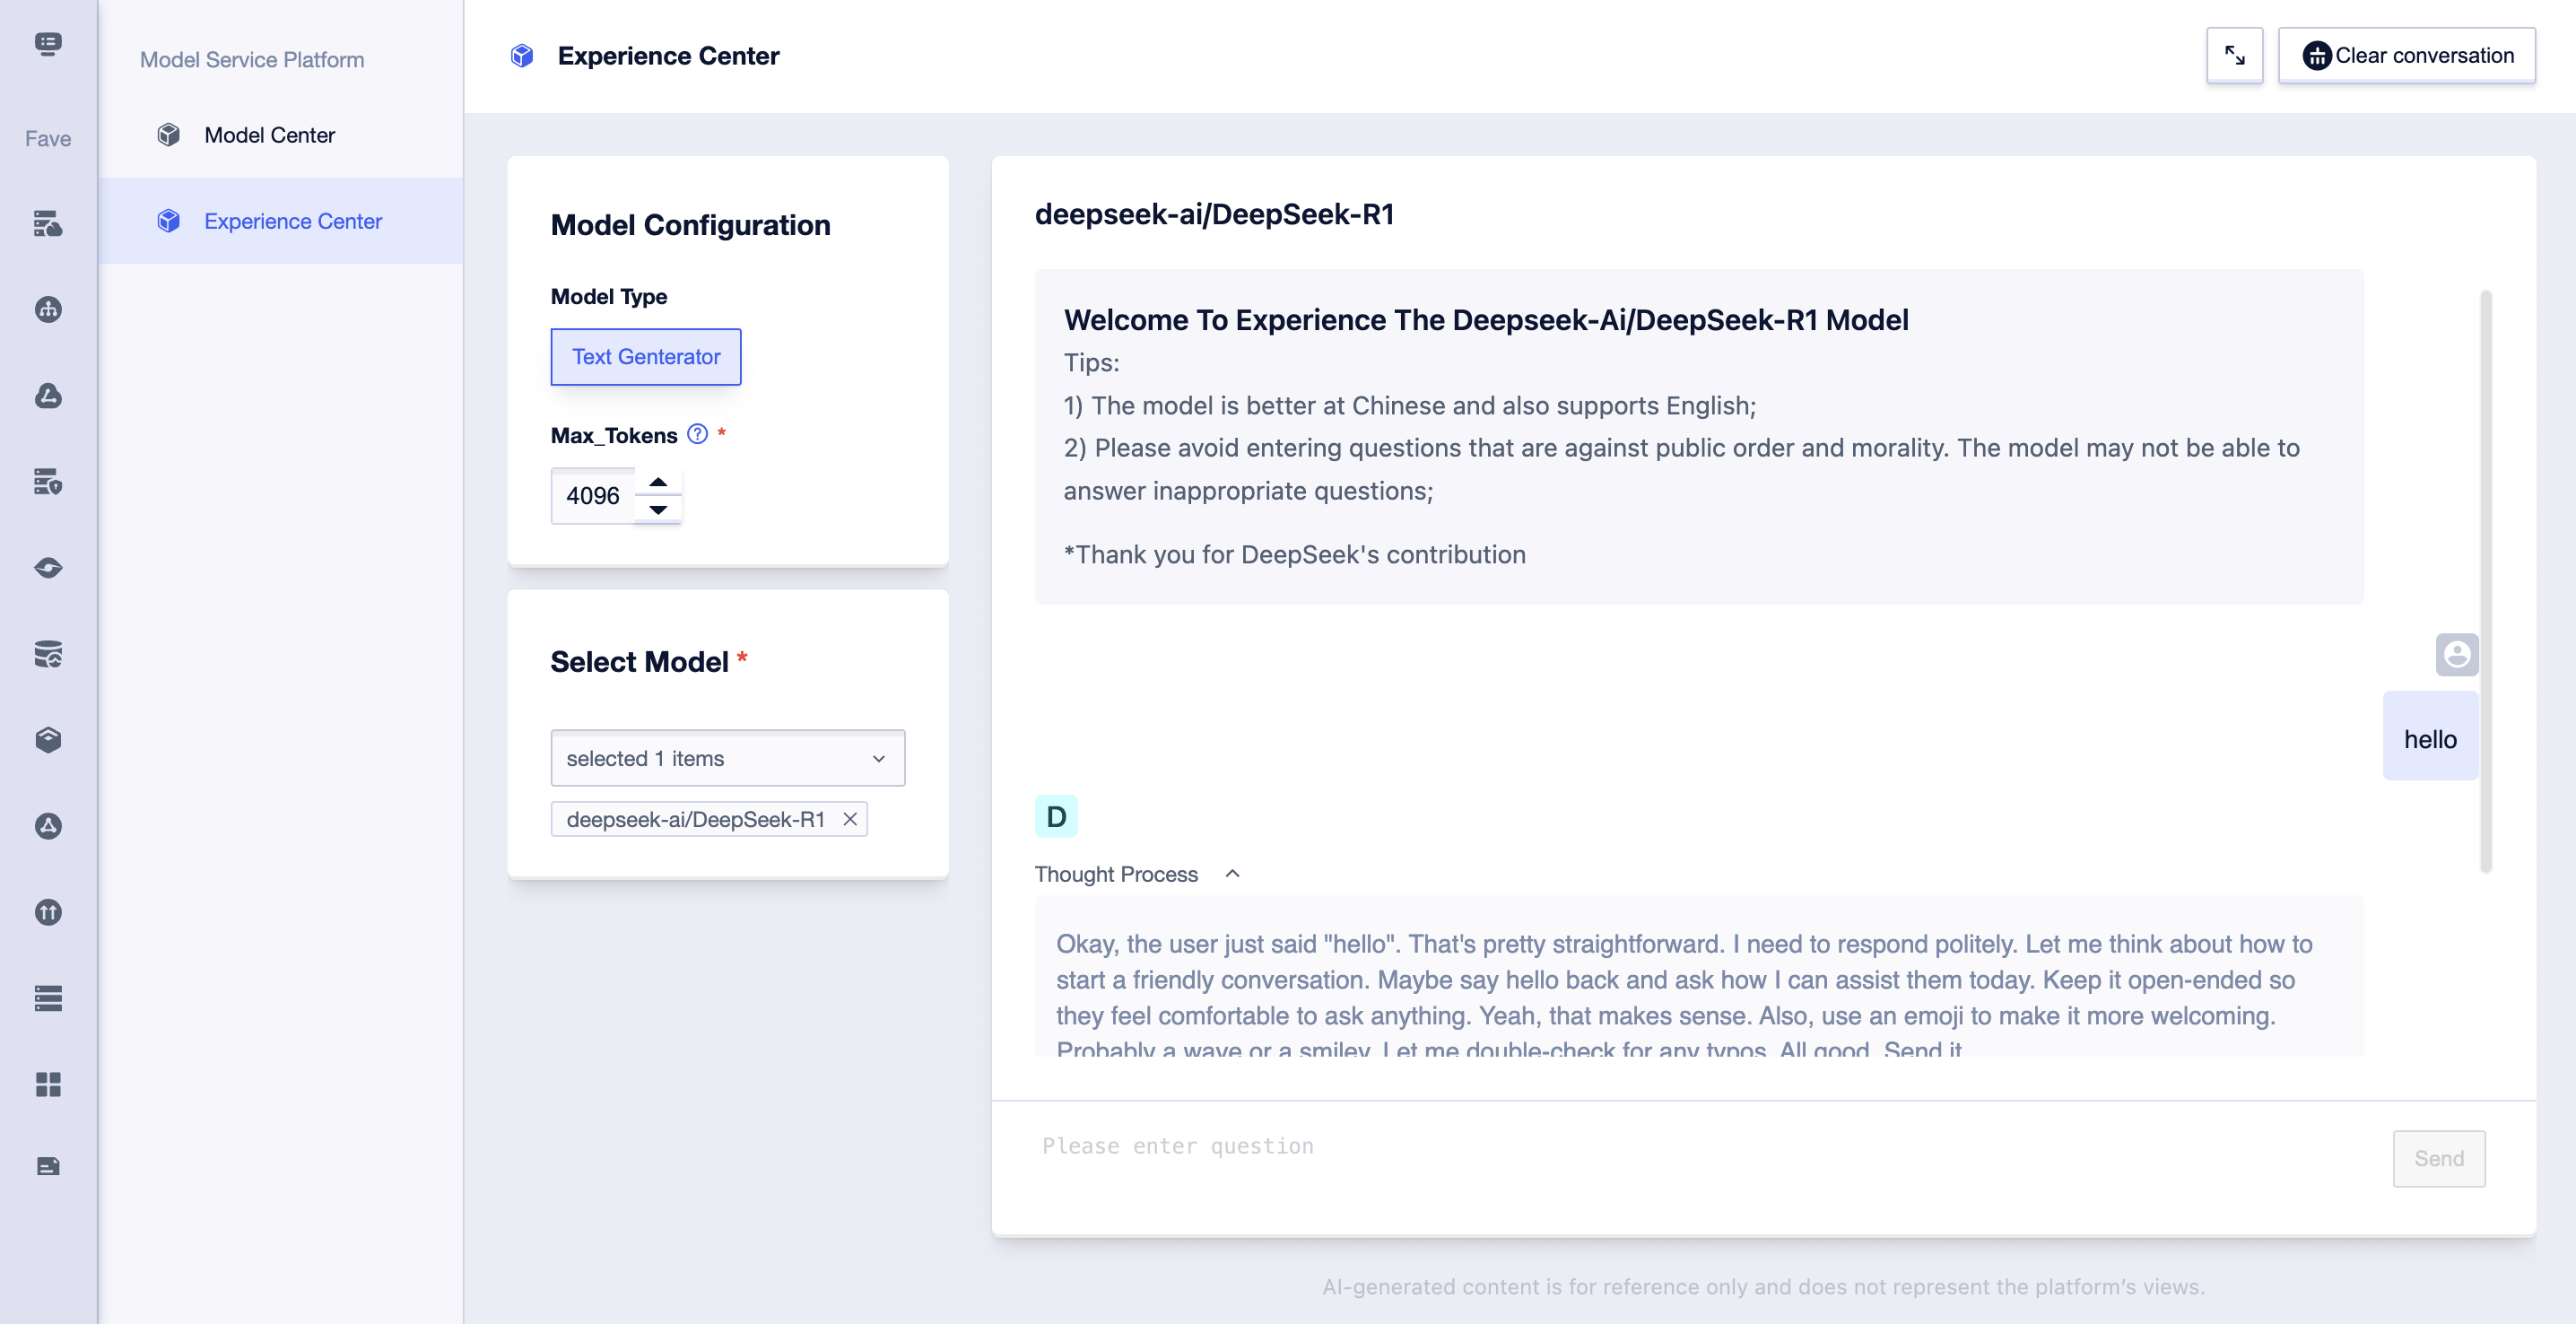 Fave
Model Service Platform
Model Center
Experience Center
Experience Center
Clear conversation
Model Configuration
Model Type
Text Genterator
Max_Tokens ? *
4096
Select Model *
selected 1 items
deepseek-ai/DeepSeek-R1
deepseek-ai/DeepSeek-R1
Welcome To Experience The Deepseek-Ai/DeepSeek-R1 Model
Tips:
1) The model is better at Chinese and also supports English;
2) Please avoid entering questions that are against public order and morality. The model may not be able to
answer inappropriate questions;
*Thank you for DeepSeek's contribution
hello
D
Thought Process
Okay, the user just said "hello". That's pretty straightforward. I need to respond politely. Let me think about how to
start a friendly conversation. Maybe say hello back and ask how I can assist them today. Keep it open-ended so
they feel comfortable to ask anything. Yeah, that makes sense. Also, use an emoji to make it more welcoming.
Probably a wave or a smiley. Let me double-check for any typos. All good. Send it
Please enter question
Send
AI-generated content is for reference only and does not represent the platform's views.